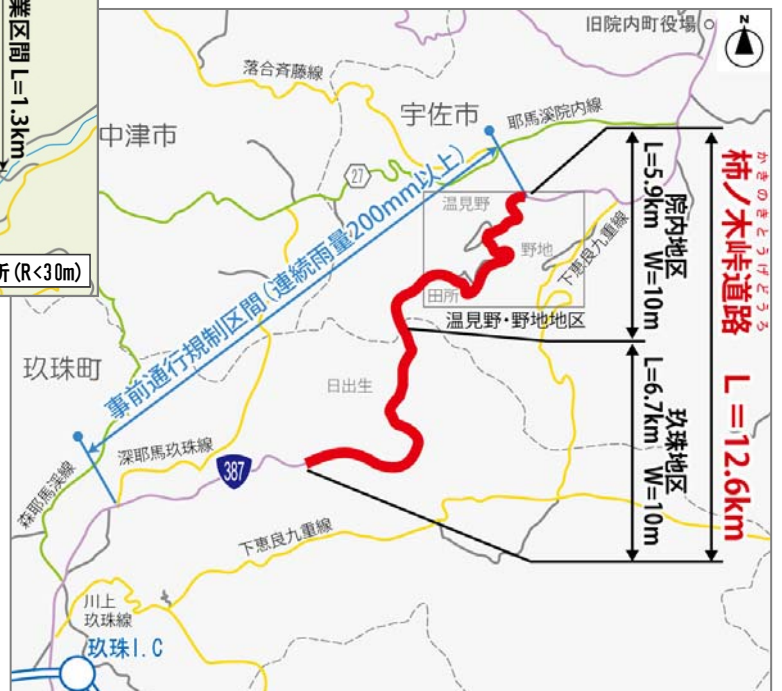 業区間 L=1.3km
所(R<30m)
旧院内町役場
N
落合斉藤線
宇佐市
耶馬溪院内線
中津市
27
事前通行規制区間(連続雨量200mm以上)
温見野
野地
田所
下恵良九重線
温見野・野地地区
院内地区
L=5.9km W=10m
かきのきとうげどうろ
柿ノ木峠道路 L=12.6km
玖珠地区
L=6.7km W=10m
玖珠町
日出生
深耶馬玖珠線
387
森耶馬溪線
下恵良九重線
川上
玖珠線
玖珠I.C